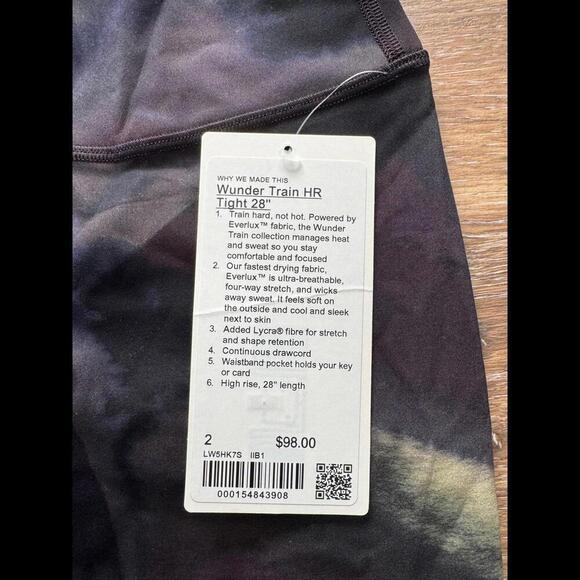 WHY WE MADE THIS
Wunder Train HR
Tight 28"
1. Train hard, not hot. Powered by
Everlux™ fabric, the Wunder
Train collection manages heat
and sweat so you stay
comfortable and focused
2. Our fastest drying fabric,
Everlux™ is ultra-breathable,
four-way stretch, and wicks
away sweat. It feels soft on
the outside and cool and sleek
next to skin
3. Added Lycra® fibre for stretch
and shape retention
4. Continuous drawcord
5. Waistband pocket holds your key
or card
6. High rise, 28" length
2 $98.00
LW5HK7S IIB1
000154843908